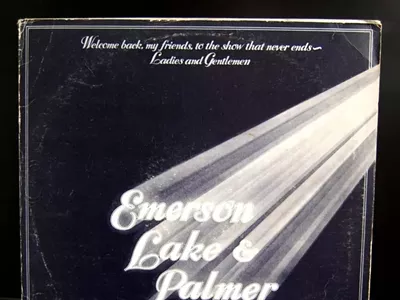 Welcome back, my friends, to the show that never ends~
Ladies and Gentlemen
Emerson
Lake &
Palmer